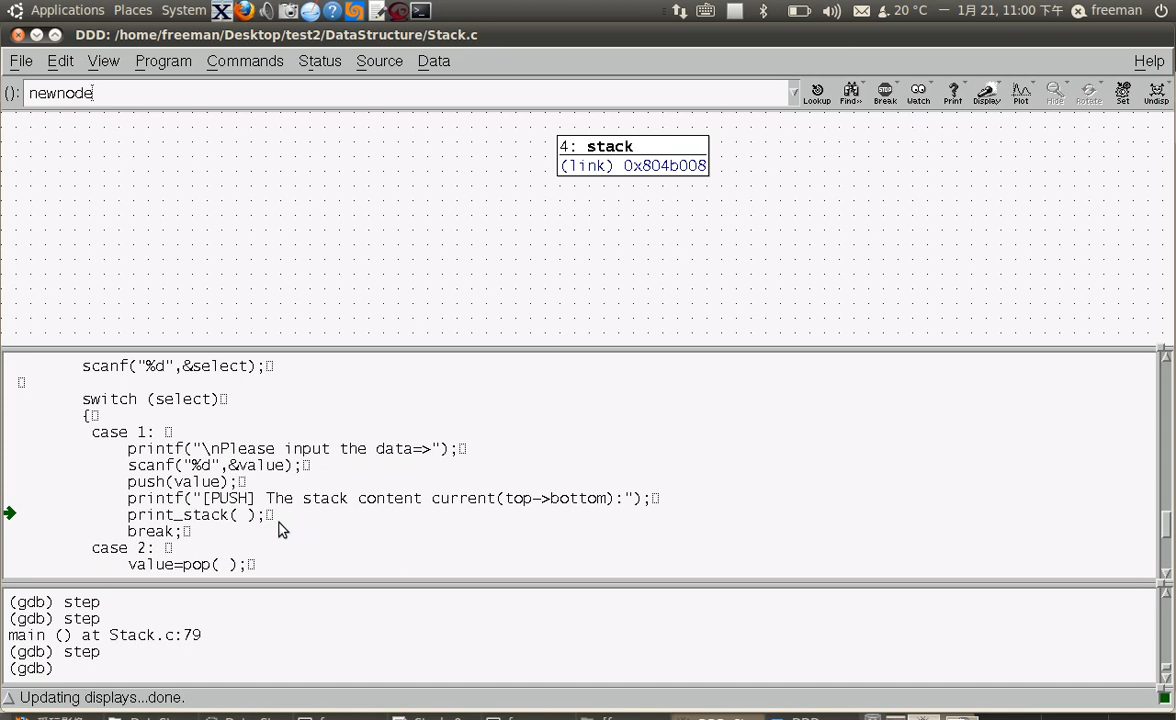 Applications Places System 20 °C 1月 21, 11:00 下午 freeman
DDD: /home/freeman/Desktop/test2/DataStructure/Stack.c
File Edit View Program Commands Status Source Data Help
(): newnode Lookup Find>> Break Watch Print Display Plot Hide Rotate Set Undisp
4: stack
(link) 0x804b008
scanf("%d",&select);
switch (select)
{
case 1:
printf("\nPlease input the data=>");
scanf("%d",&value);
push(value);
printf("[PUSH] The stack content current(top->bottom):");
print_stack( );
break;
case 2:
value=pop( );
(gdb) step
(gdb) step
main () at Stack.c:79
(gdb) step
(gdb)
Updating displays...done.